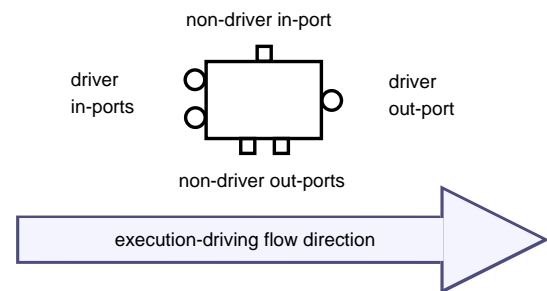 non-driver in-port
driver
in-ports
driver
out-port
non-driver out-ports
execution-driving flow direction